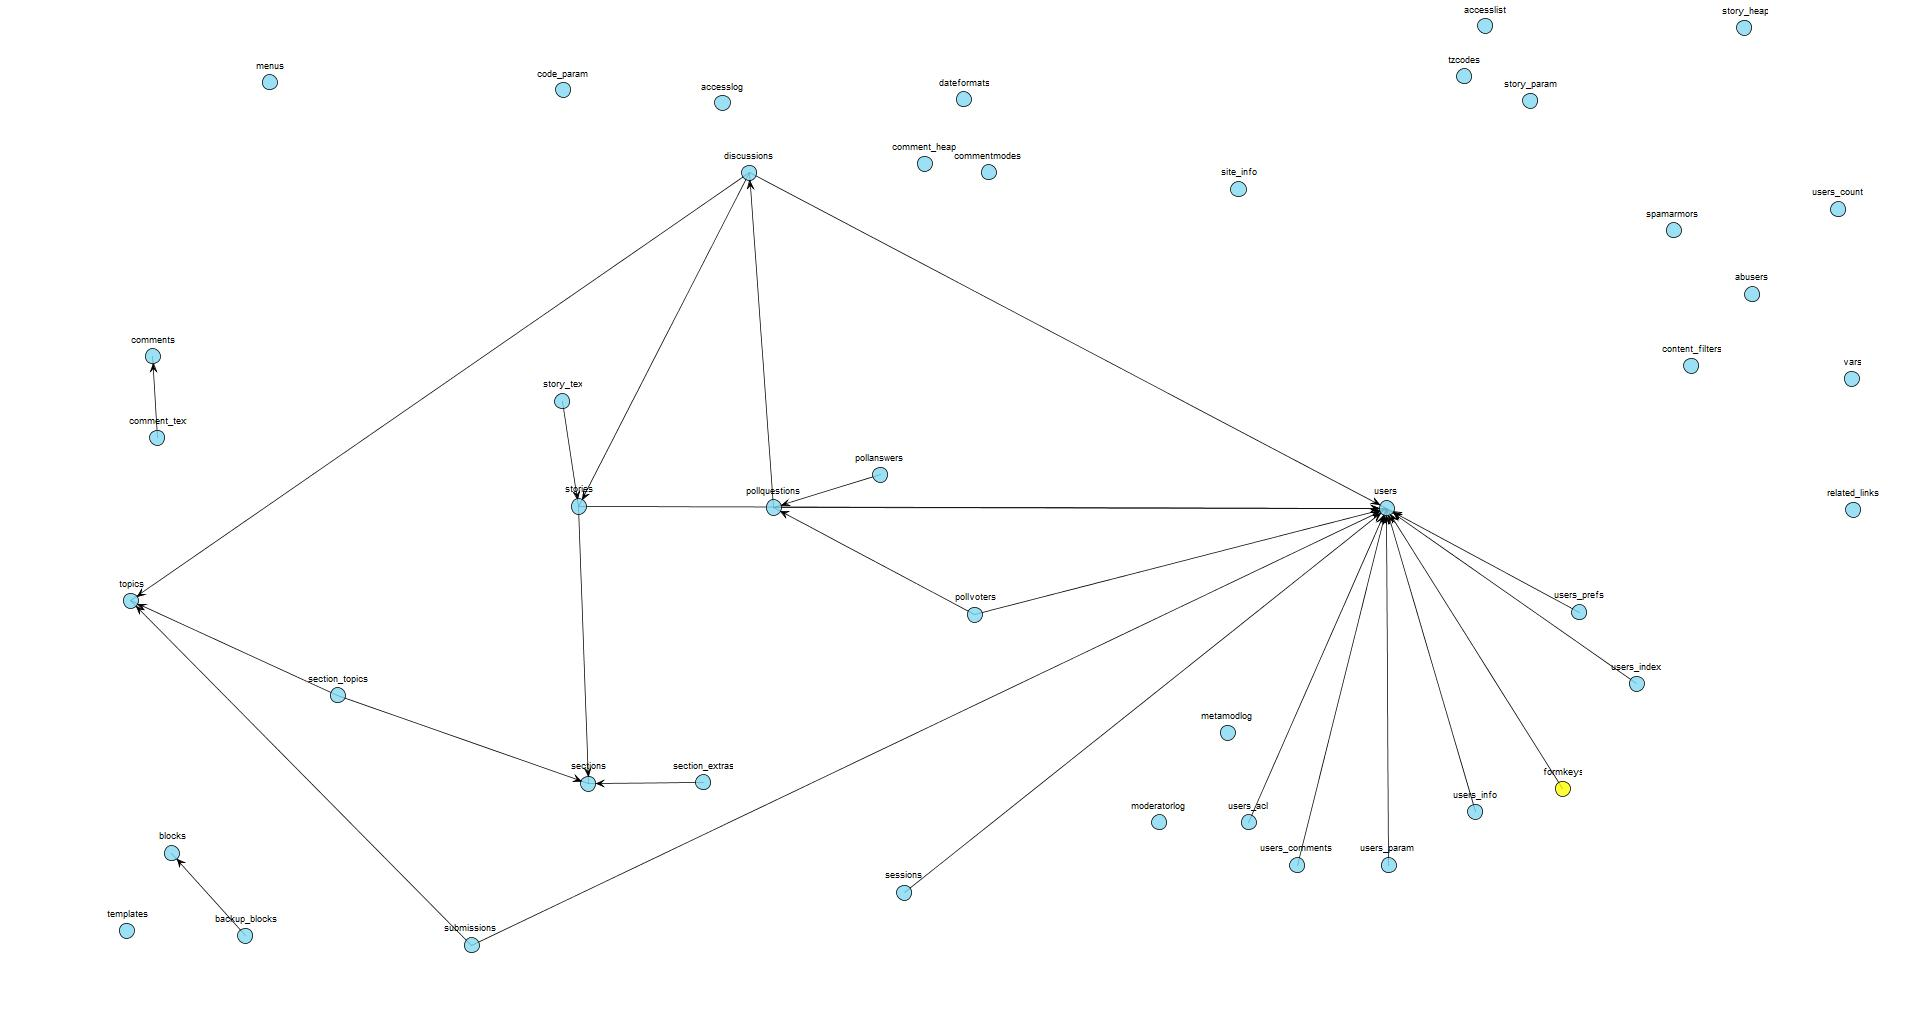 accesslist
story_heap
menus
code_param
accesslog
dateformats
tzcodes
story_param
discussions
comment_heap
commentmodes
site_info
users_count
spamarmors
abusers
comments
content_filters
vars
story_tex
comment_tex
pollanswers
stories
pollquestions
users
related_links
topics
pollvoters
users_prefs
section_topics
users_index
metamodlog
sections
section_extras
formkeys
users_info
moderatorlog
users_acl
blocks
users_comments
users_param
sessions
templates
backup_blocks
submissions